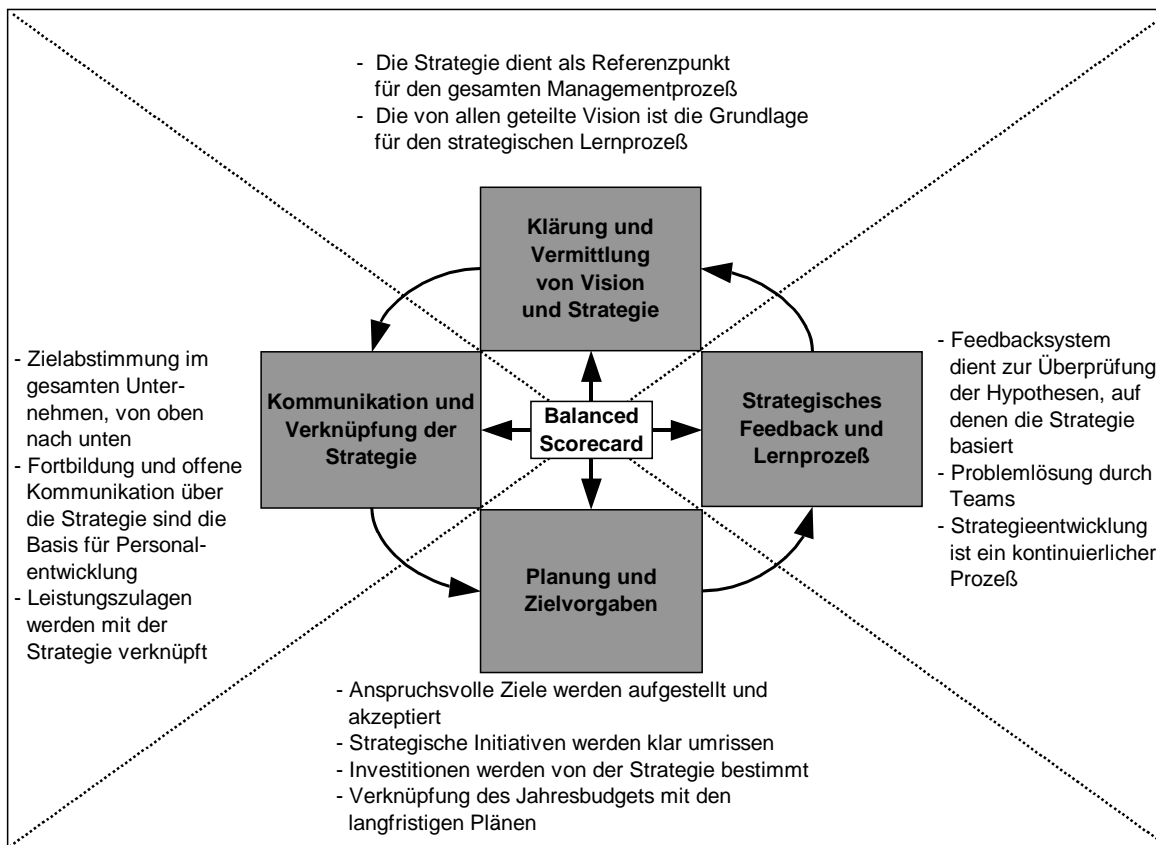 - Die Strategie dient als Referenzpunkt
für den gesamten Managementprozeß
- Die von allen geteilte Vision ist die Grundlage
für den strategischen Lernprozeß
Klärung und
Vermittlung
von Vision
und Strategie
- Zielabstimmung im
gesamten Unter-
nehmen, von oben
nach unten
- Fortbildung und offene
Kommunikation über
die Strategie sind die
Basis für Personal-
entwicklung
- Leistungszulagen
werden mit der
Strategie verknüpft
Kommunikation und
Verknüpfung der
Strategie
Balanced
Scorecard
Strategisches
Feedback und
Lernprozeß
- Feedbacksystem
dient zur Überprüfung
der Hypothesen, auf
denen die Strategie
basiert
- Problemlösung durch
Teams
- Strategieentwicklung
ist ein kontinuierlicher
Prozeß
Planung und
Zielvorgaben
- Anspruchsvolle Ziele werden aufgestellt und
akzeptiert
- Strategische Initiativen werden klar umrissen
- Investitionen werden von der Strategie bestimmt
- Verknüpfung des Jahresbudgets mit den
langfristigen Plänen